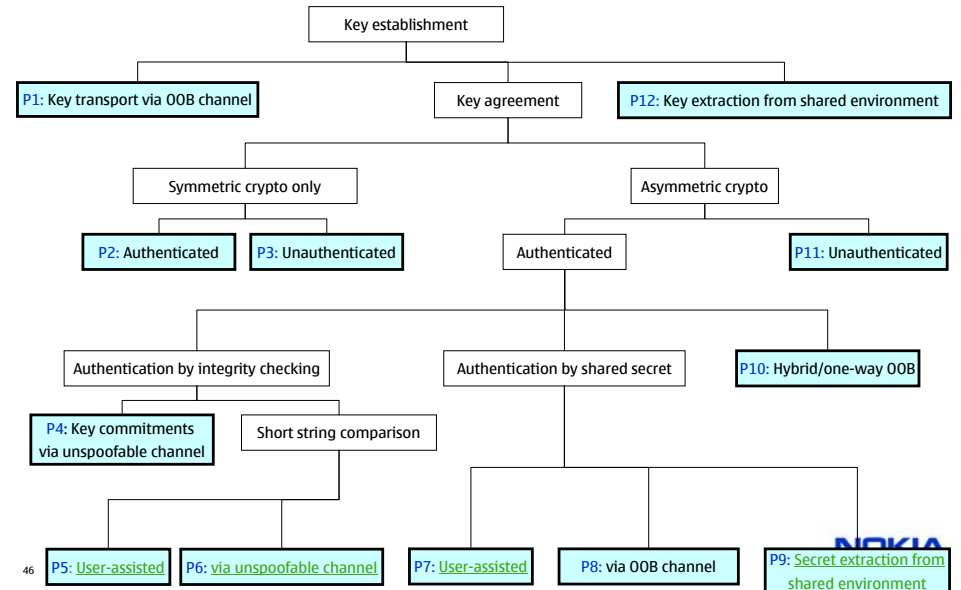 Key establishment
P1: Key transport via OOB channel
Key agreement
P12: Key extraction from shared environment
Symmetric crypto only
Asymmetric crypto
P2: Authenticated
P3: Unauthenticated
Authenticated
P11: Unauthenticated
Authentication by integrity checking
Authentication by shared secret
P10: Hybrid/one-way OOB
P4: Key commitments
via unspoofable channel
Short string comparison
NOKIA
46
P5: User-assisted
P6: via unspoofable channel
P7: User-assisted
P8: via OOB channel
P9: Secret extraction from
shared environment